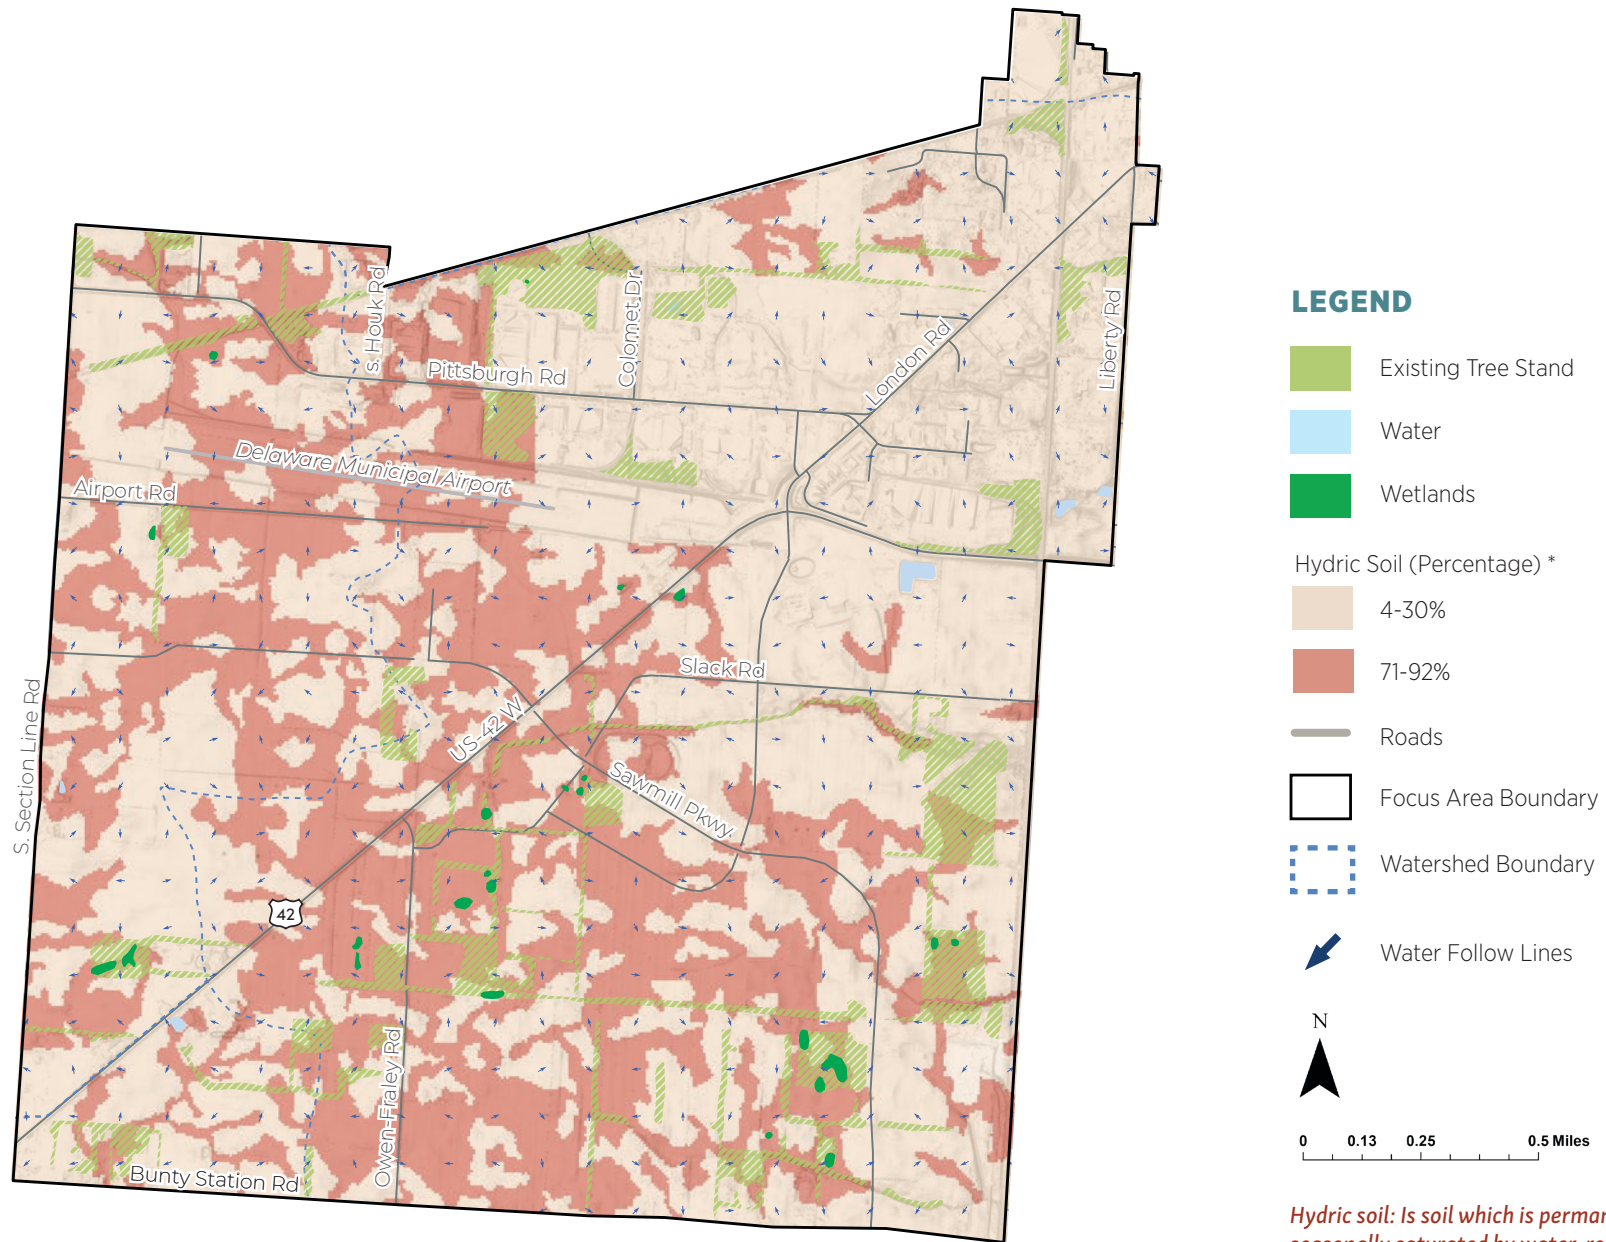 S. Houk Rd
Colomet Dr
Pittsburgh Rd
London Rd
Liberty Rd
Delaware Municipal Airport
Airport Rd
Slack Rd
S. Section Line Rd
US-42 W
Sawmill Pkwy
42
Owen-Fraley Rd
Bunty Station Rd
LEGEND
Existing Tree Stand
Water
Wetlands
Hydric Soil (Percentage) *
4-30%
71-92%
Roads
Focus Area Boundary
Watershed Boundary
Water Follow Lines
N
0 0.13 0.25 0.5 Miles
Hydric soil: Is soil which is perma